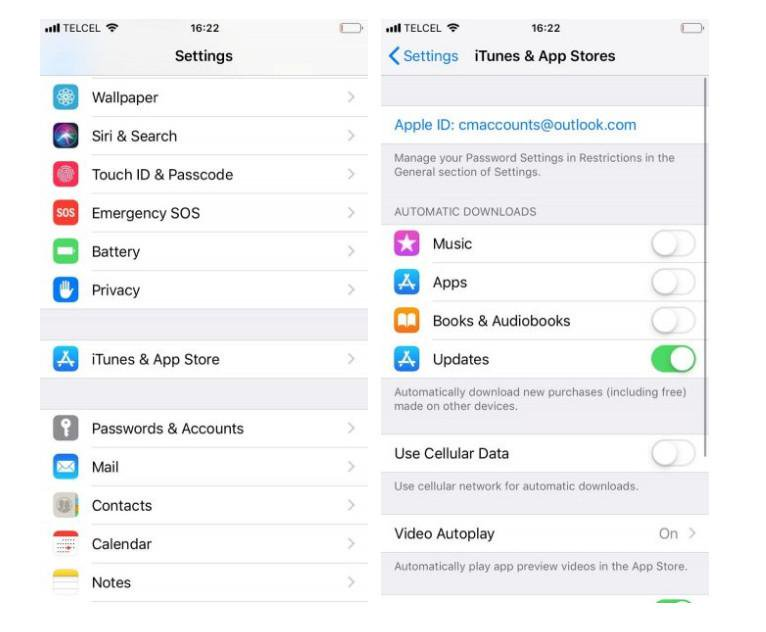 TELCEL 16:22
Settings
Wallpaper
Siri & Search
Touch ID & Passcode
SOS Emergency SOS
Battery
Privacy
iTunes & App Store
Passwords & Accounts
Mail
Contacts
Calendar
Notes
TELCEL 16:22
Settings iTunes & App Stores
Apple ID: cmaccounts@outlook.com
Manage your Password Settings in Restrictions in the
General section of Settings.
AUTOMATIC DOWNLOADS
Music
Apps
Books & Audiobooks
Updates
Automatically download new purchases (including free)
made on other devices.
Use Cellular Data
Use cellular network for automatic downloads.
Video Autoplay On
Automatically play app preview videos in the App Store.